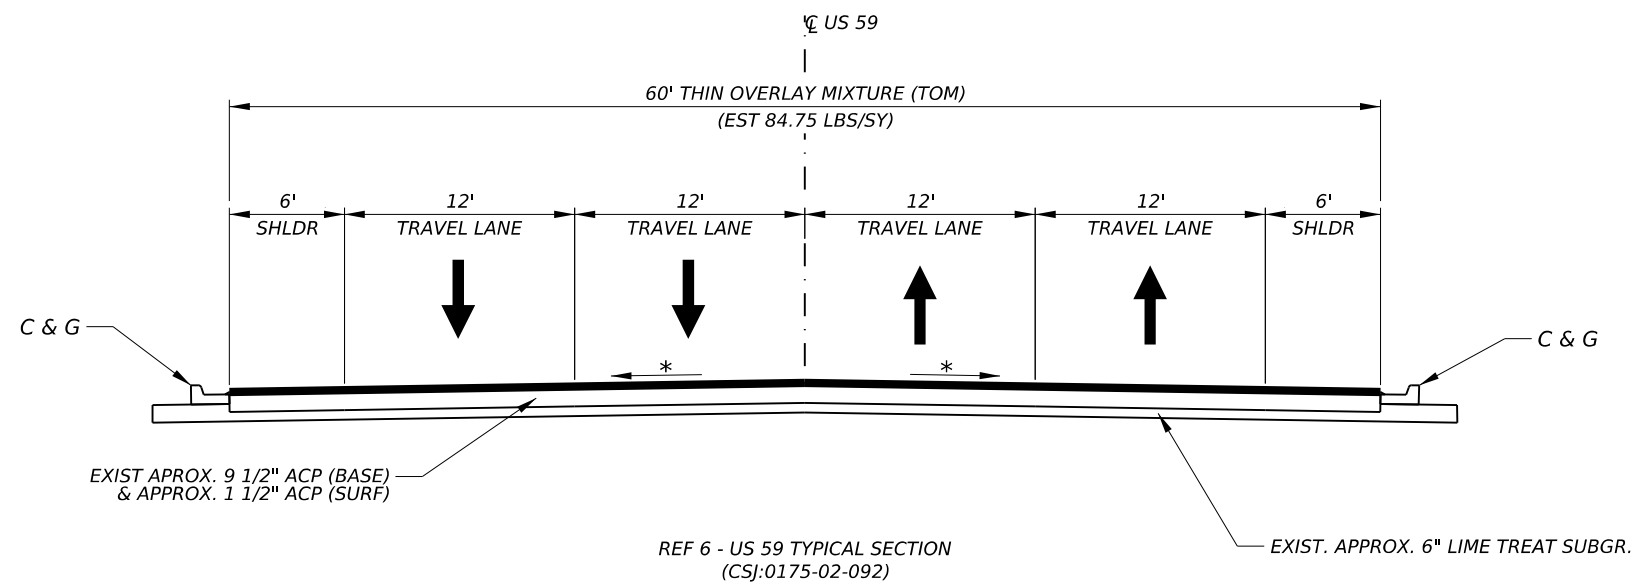 ℄ US 59
60' THIN OVERLAY MIXTURE (TOM)
(EST 84.75 LBS/SY)
6' 12' 12' 12' 12' 6'
SHLDR TRAVEL LANE TRAVEL LANE TRAVEL LANE TRAVEL LANE SHLDR
C & G
C & G
* *
EXIST APROX. 9 1/2" ACP (BASE)
& APPROX. 1 1/2" ACP (SURF)
EXIST. APPROX. 6" LIME TREAT SUBGR.
REF 6 - US 59 TYPICAL SECTION
(CSJ:0175-02-092)